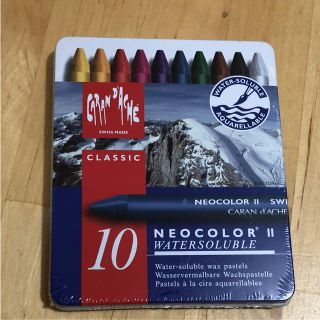 WATER-SOLUBLE
AQUARELLABLE
CARAN D'ACHE
SWISS MADE
CLASSIC
NEOCOLOR II SWI
CARAN d'ACHE
10
NEOCOLOR® II
WATERSOLUBLE
Water-soluble wax pastels
Wasservermalbare Wachspastelle
Pastels à la cire aquarellables